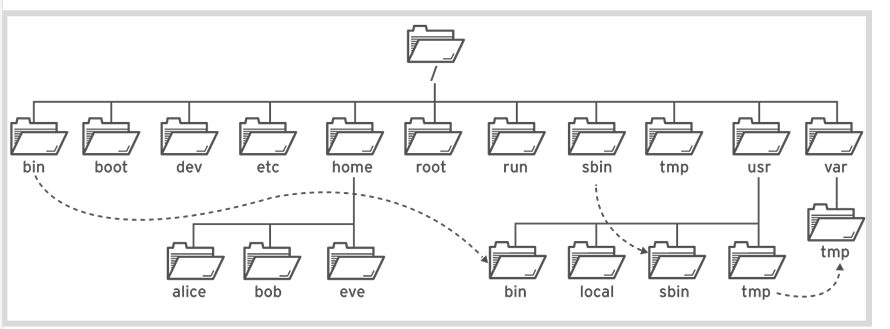 /
bin boot dev etc home root run sbin tmp usr var
tmp
alice bob eve bin local sbin tmp